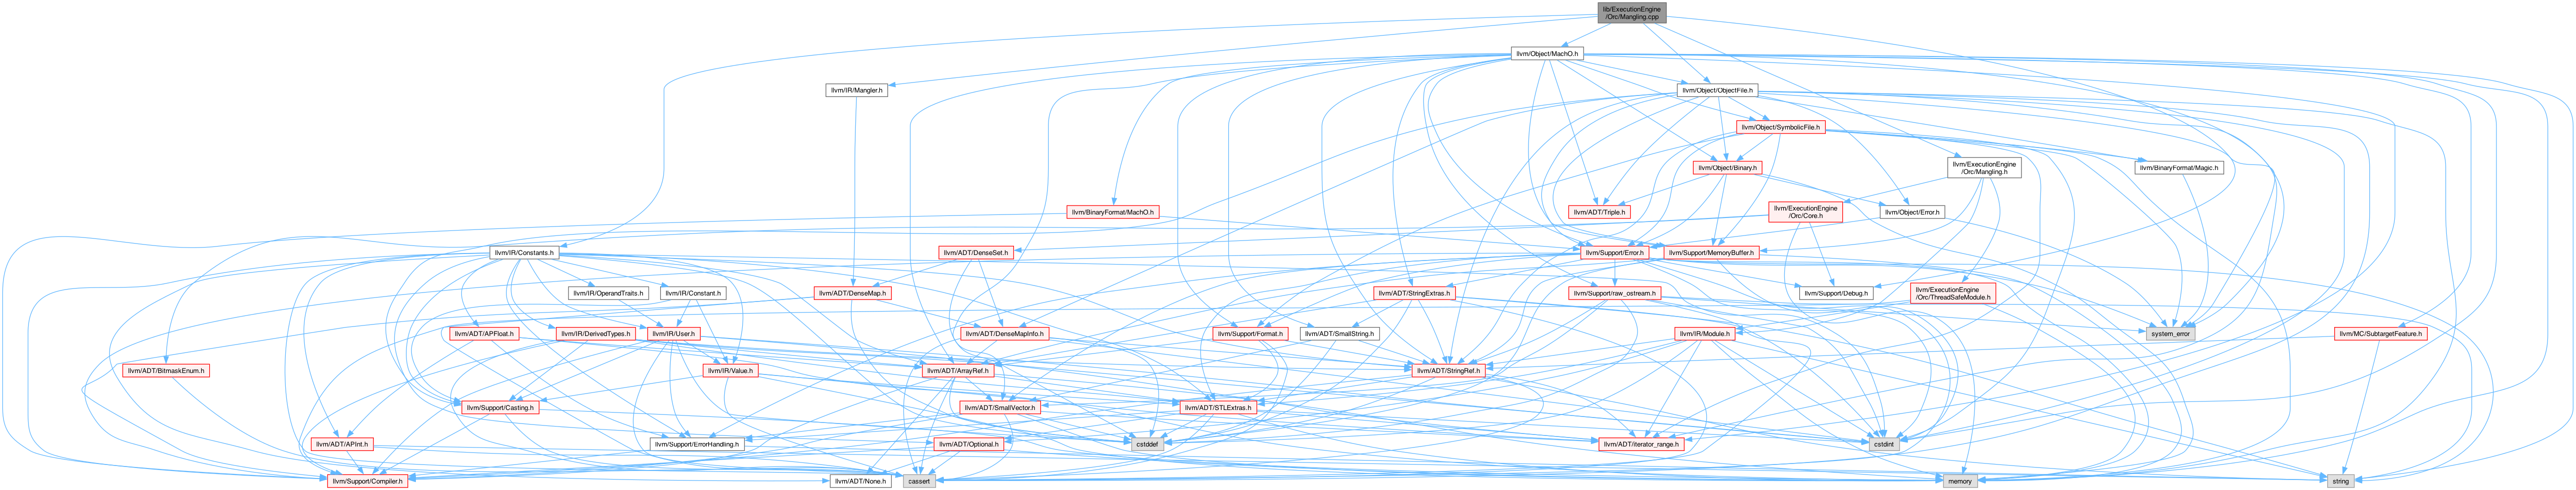 lib/ExecutionEngine
/Orc/Mangling.cpp
llvm/Object/MachO.h
llvm/IR/Mangler.h
llvm/Object/ObjectFile.h
llvm/Object/SymbolicFile.h
llvm/Object/Binary.h
llvm/ExecutionEngine
/Orc/Mangling.h
llvm/BinaryFormat/Magic.h
llvm/BinaryFormat/MachO.h
llvm/ADT/Triple.h
llvm/ExecutionEngine
/Orc/Core.h
llvm/Object/Error.h
llvm/IR/Constants.h
llvm/ADT/DenseSet.h
llvm/Support/Error.h
llvm/Support/MemoryBuffer.h
llvm/IR/OperandTraits.h
llvm/IR/Constant.h
llvm/ADT/DenseMap.h
llvm/ADT/StringExtras.h
llvm/Support/raw_ostream.h
llvm/Support/Debug.h
llvm/ExecutionEngine
/Orc/ThreadSafeModule.h
llvm/ADT/APFloat.h
llvm/IR/DerivedTypes.h
llvm/IR/User.h
llvm/ADT/DenseMapInfo.h
llvm/Support/Format.h
llvm/ADT/SmallString.h
llvm/IR/Module.h
system_error
llvm/MC/SubtargetFeature.h
llvm/ADT/BitmaskEnum.h
llvm/IR/Value.h
llvm/ADT/ArrayRef.h
llvm/ADT/StringRef.h
llvm/Support/Casting.h
llvm/ADT/SmallVector.h
llvm/ADT/STLExtras.h
llvm/ADT/APInt.h
llvm/Support/ErrorHandling.h
llvm/ADT/Optional.h
cstddef
llvm/ADT/iterator_range.h
cstdint
llvm/Support/Compiler.h
llvm/ADT/None.h
cassert
memory
string